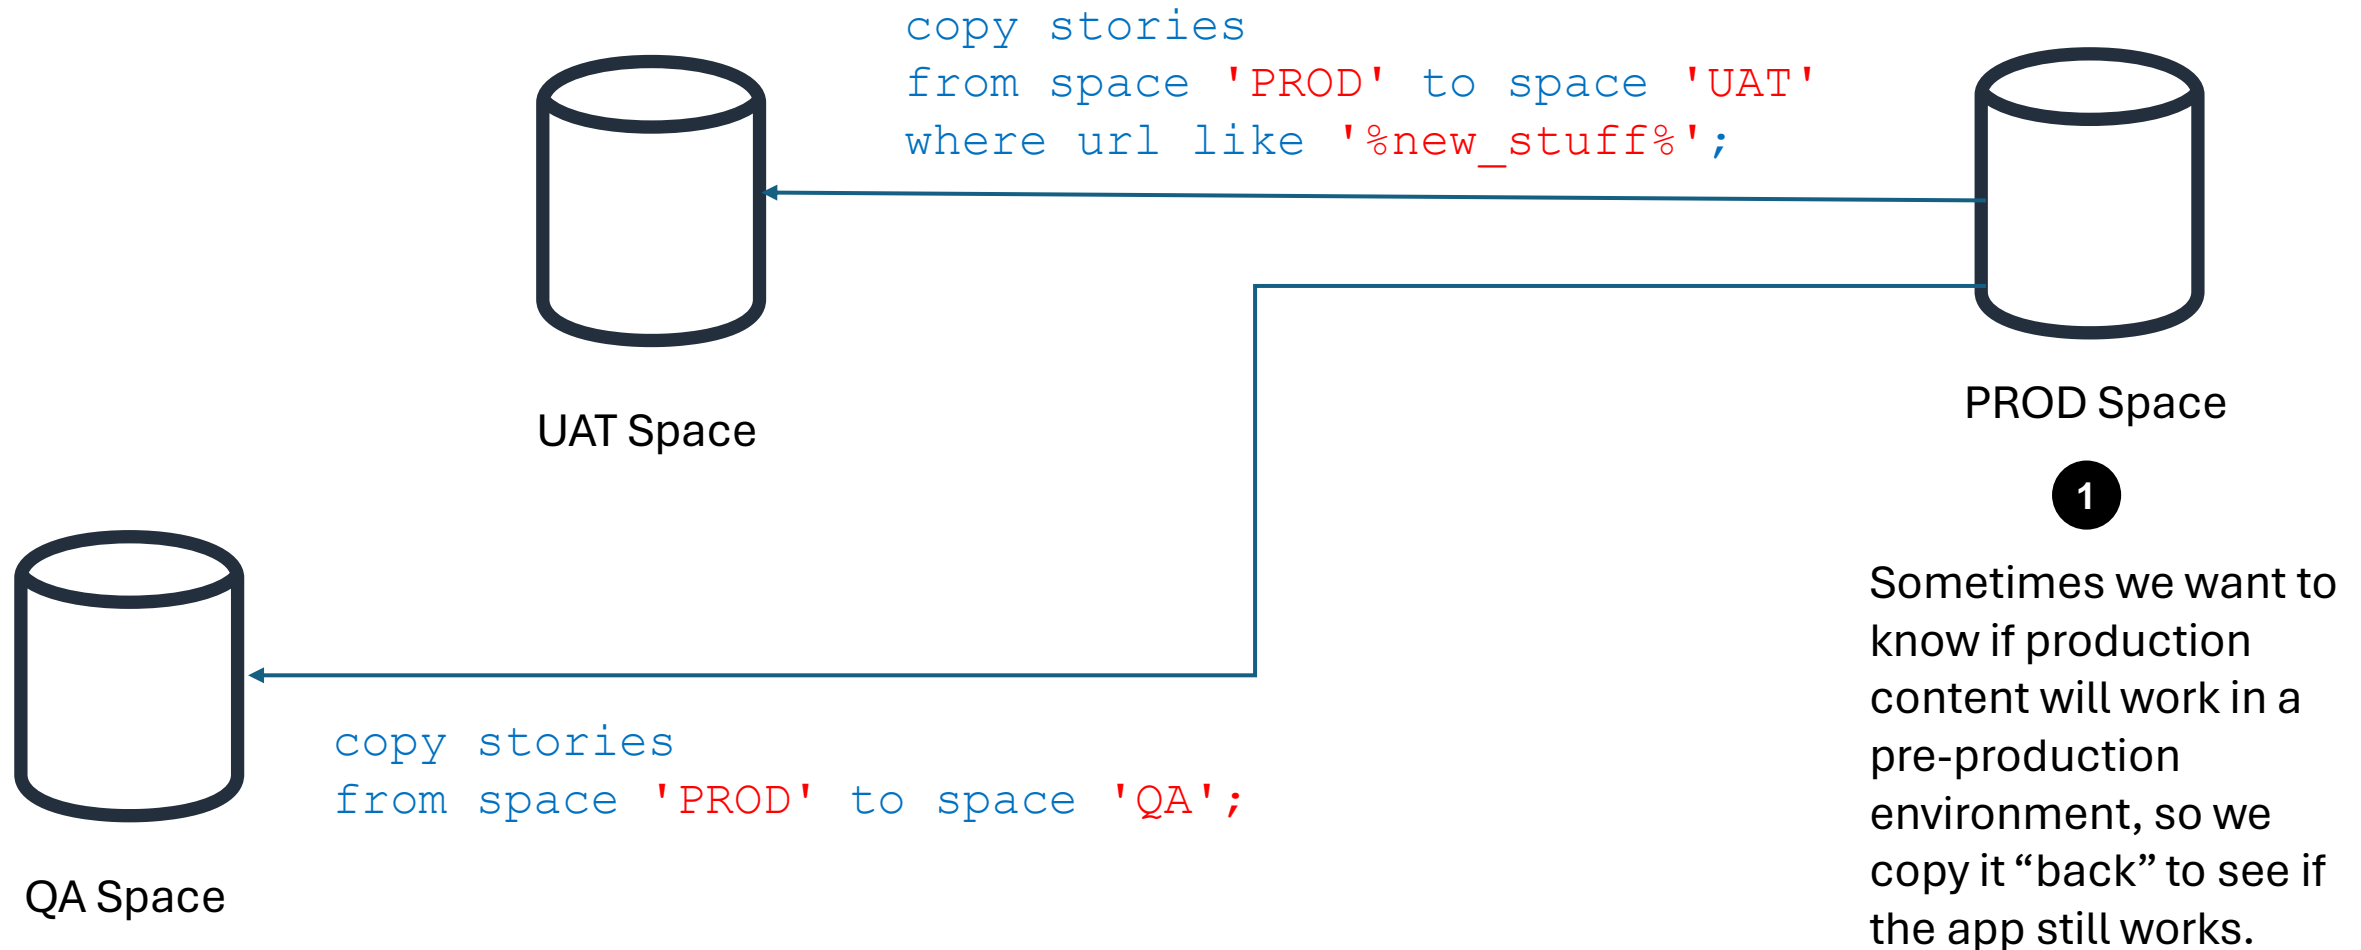 copy stories
from space 'PROD' to space 'UAT'
where url like '%new_stuff%';
UAT Space
PROD Space
1
Sometimes we want to
know if production
content will work in a
pre-production
environment, so we
copy it “back” to see if
the app still works.
copy stories
from space 'PROD' to space 'QA';
QA Space